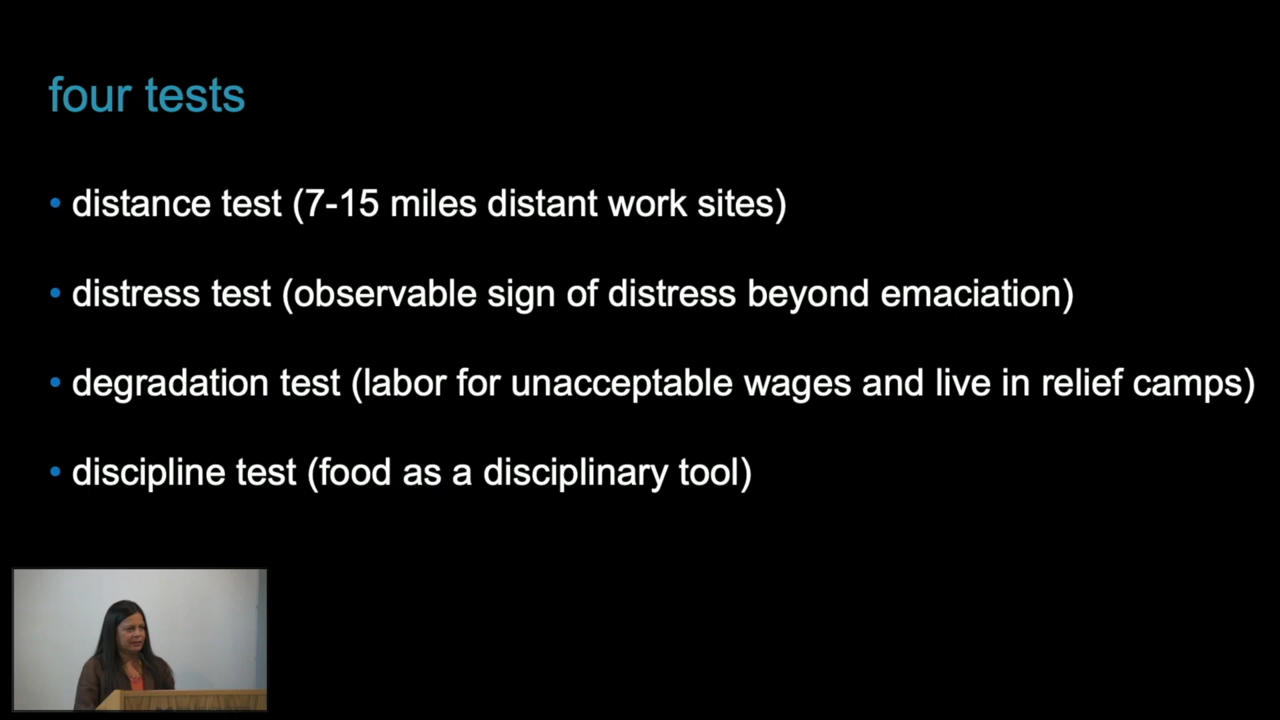 four tests
• distance test (7-15 miles distant work sites)
• distress test (observable sign of distress beyond emaciation)
• degradation test (labor for unacceptable wages and live in relief camps)
• discipline test (food as a disciplinary tool)